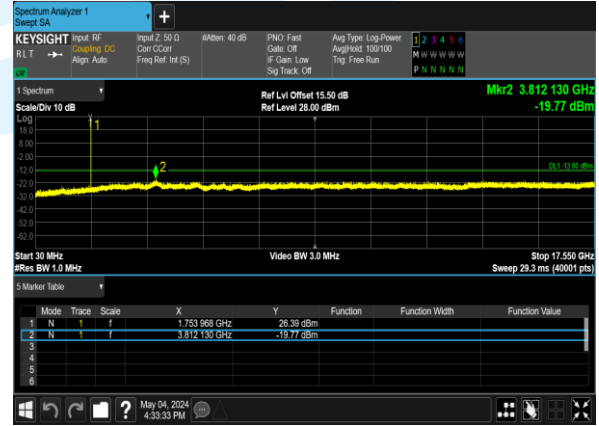 Spectrum Analyzer 1
Swept SA
KEYSIGHT
RLT
LW
Input: RF
Coupling: DC
Align: Auto
Input Z: 50 Ω
Corr CCorr
Freq Ref: Int (S)
#Atten: 40 dB
PNO: Fast
Gate: Off
IF Gain: Low
Sig Track: Off
Avg Type: Log-Power
Avg|Hold: 100/100
Trig: Free Run
1 2 3 4 5 6
M W W W W W
P N N N N N
1 Spectrum
Scale/Div 10 dB
Ref Lvl Offset 15.50 dB
Ref Level 28.00 dBm
Mkr2 3.812 130 GHz
-19.77 dBm
Log
1
18.0
8.00
-2.00
-12.0
2
DL1 -13.00 dBm
-22.0
-32.0
-42.0
-52.0
-62.0
Start 30 MHz
#Res BW 1.0 MHz
Video BW 3.0 MHz
Stop 17.550 GHz
Sweep 29.3 ms (40001 pts)
5 Marker Table
Mode Trace Scale X Y Function Function Width Function Value
1 N 1 f 1.753 968 GHz 26.39 dBm
2 N 1 f 3.812 130 GHz -19.77 dBm
3
4
5
6
?
May 04, 2024
4:33:33 PM